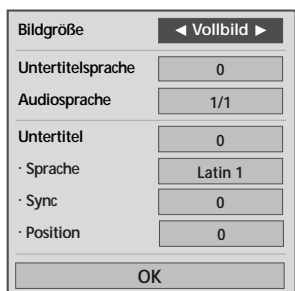 Bildgröße ◄ Vollbild ►
Untertitelsprache 0
Audiosprache 1/1
Untertitel 0
· Sprache Latin 1
· Sync 0
· Position 0
OK